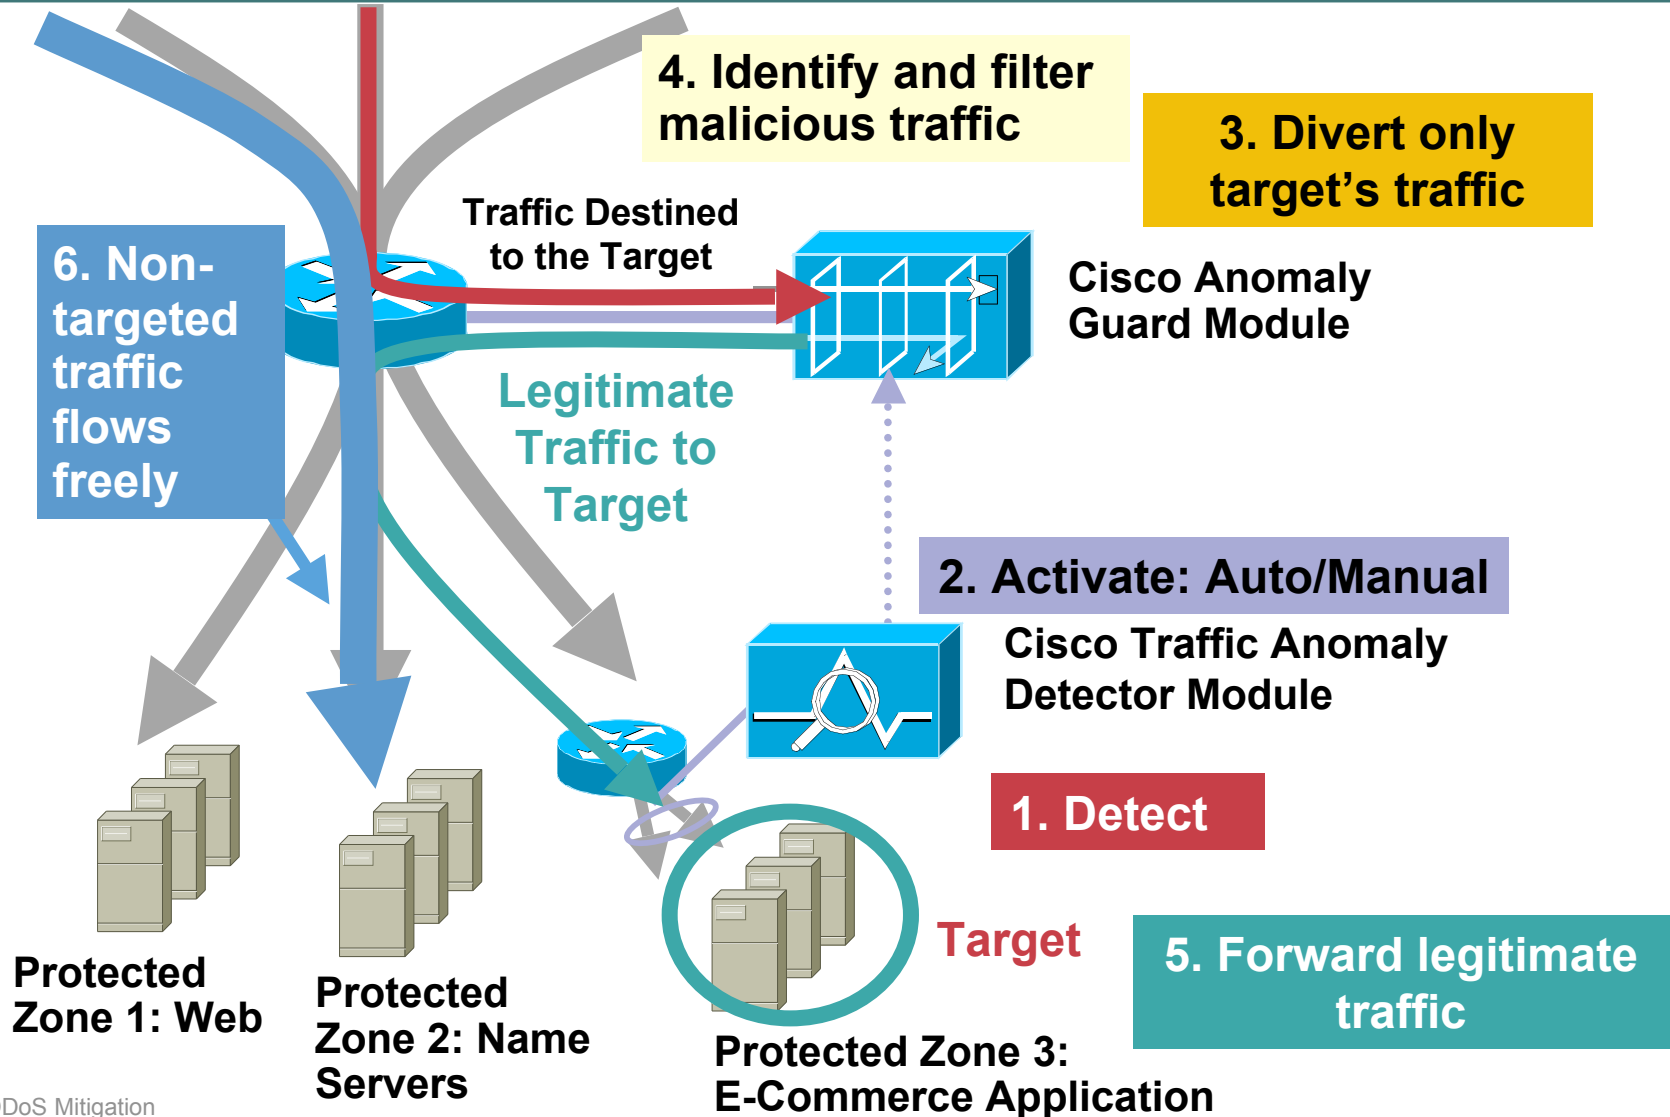 4. Identify and filter
malicious traffic
3. Divert only
target’s traffic
Traffic Destined
to the Target
6. Non-
targeted
traffic
flows
freely
Cisco Anomaly
Guard Module
Legitimate
Traffic to
Target
2. Activate: Auto/Manual
Cisco Traffic Anomaly
Detector Module
1. Detect
Target
5. Forward legitimate
traffic
Protected
Zone 1: Web
Protected
Zone 2: Name
Servers
Protected Zone 3:
E-Commerce Application
DoS Mitigation